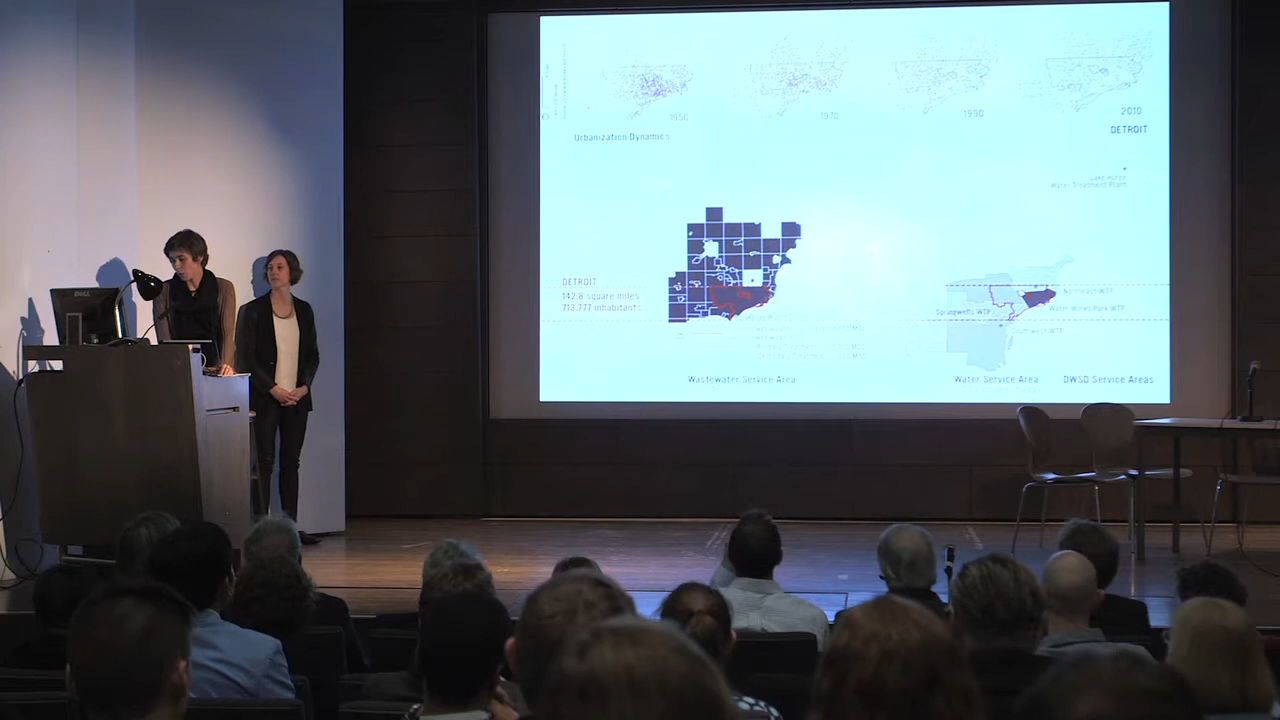 1950
1970
1990
2010
Urbanization Dynamics
DETROIT
Lake Huron
Water Treatment Plant
DETROIT
142.8 square miles
713,777 inhabitants
Northeast WTP
Springwells WTP
Water Works Park WTP
Southwest WTP
Wastewater Service Area
Water Service Area
DWSD Service Areas
DELL